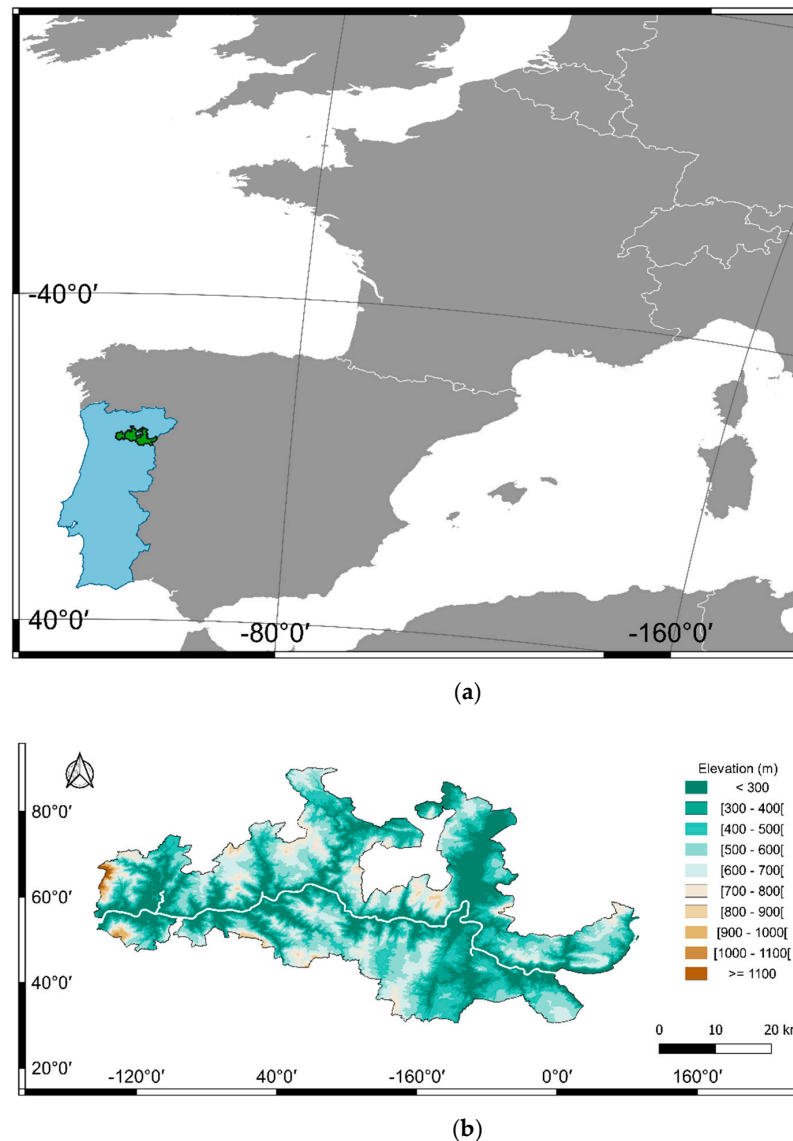 -40°0′
40°0′
-80°0′
-160°0′
(a)
Elevation (m)
< 300
[300 - 400[
[400 - 500[
[500 - 600[
[600 - 700[
[700 - 800[
[800 - 900[
[900 - 1000[
[1000 - 1100[
>= 1100
80°0′
60°0′
40°0′
20°0′
0 10 20 km
-120°0′ 40°0′ -160°0′ 0°0′ 160°0′
(b)